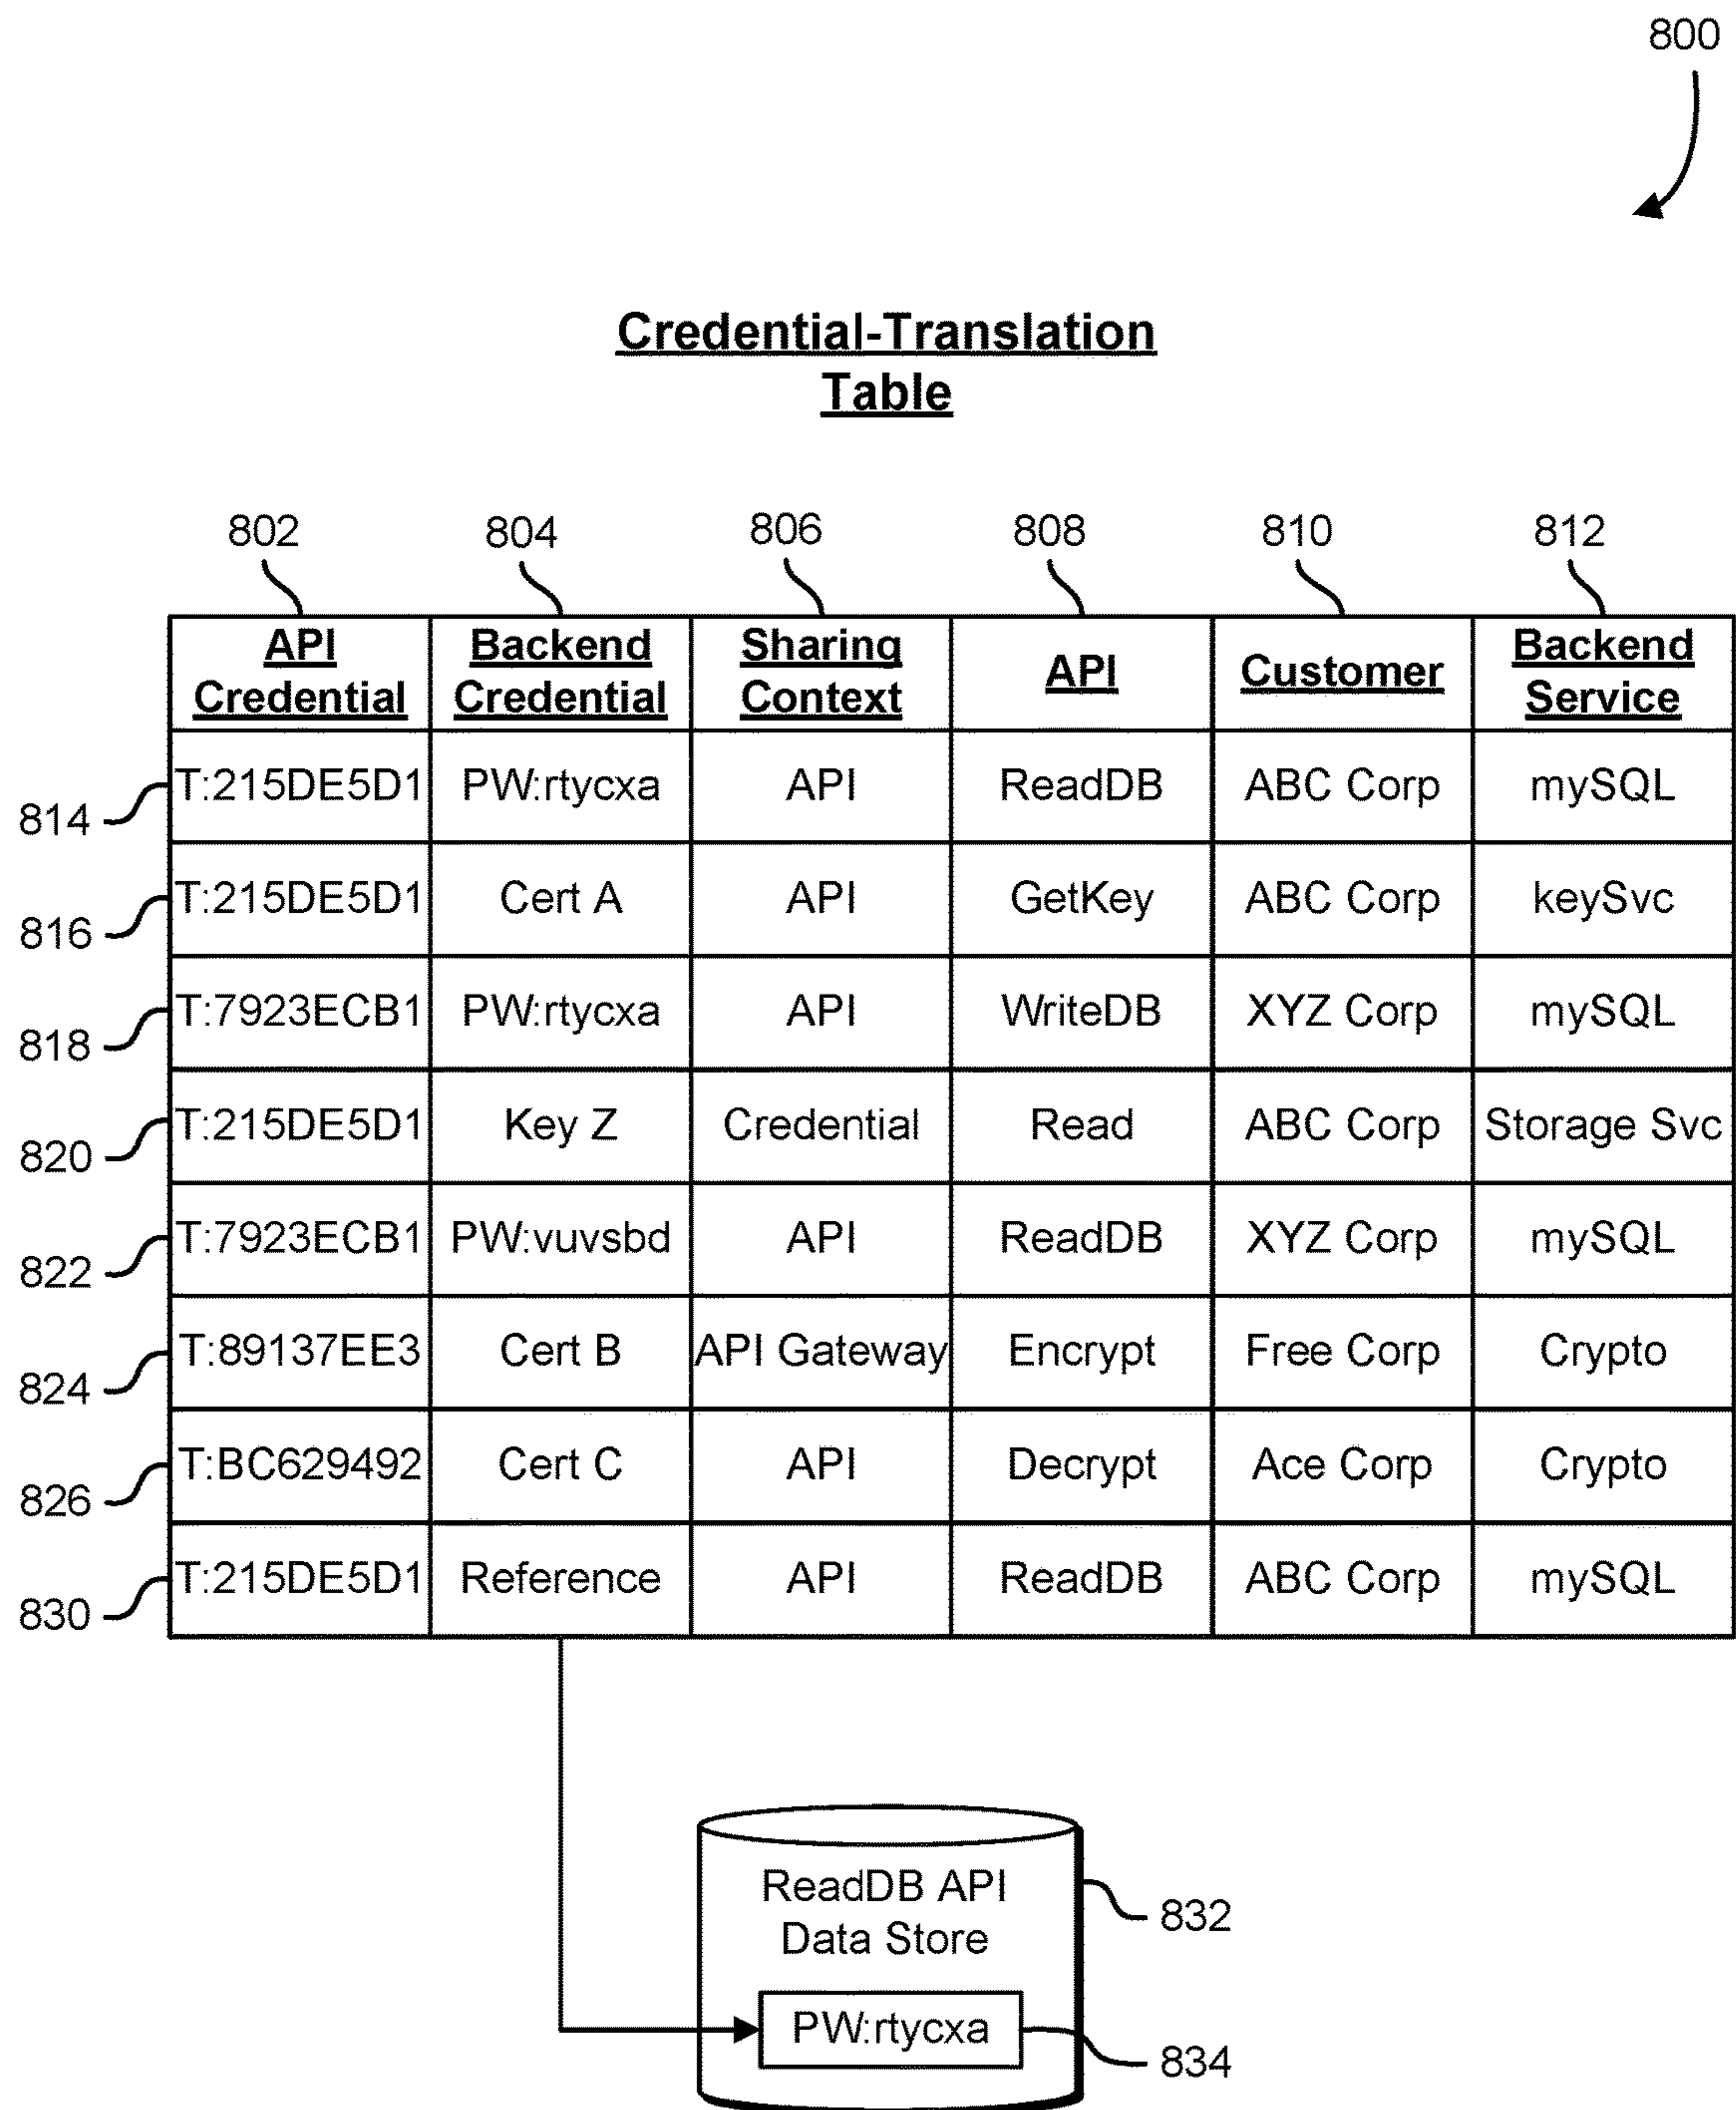 800
Credential-Translation
Table
802 804 806 808 810 812
API Credential Backend Credential Sharing Context API Customer Backend Service
814 T:215DE5D1 PW:rtycxa API ReadDB ABC Corp mySQL
816 T:215DE5D1 Cert A API GetKey ABC Corp keySvc
818 T:7923ECB1 PW:rtycxa API WriteDB XYZ Corp mySQL
820 T:215DE5D1 Key Z Credential Read ABC Corp Storage Svc
822 T:7923ECB1 PW:vuvsbd API ReadDB XYZ Corp mySQL
824 T:89137EE3 Cert B API Gateway Encrypt Free Corp Crypto
826 T:BC629492 Cert C API Decrypt Ace Corp Crypto
830 T:215DE5D1 Reference API ReadDB ABC Corp mySQL
ReadDB API
Data Store
832
PW:rtycxa
834